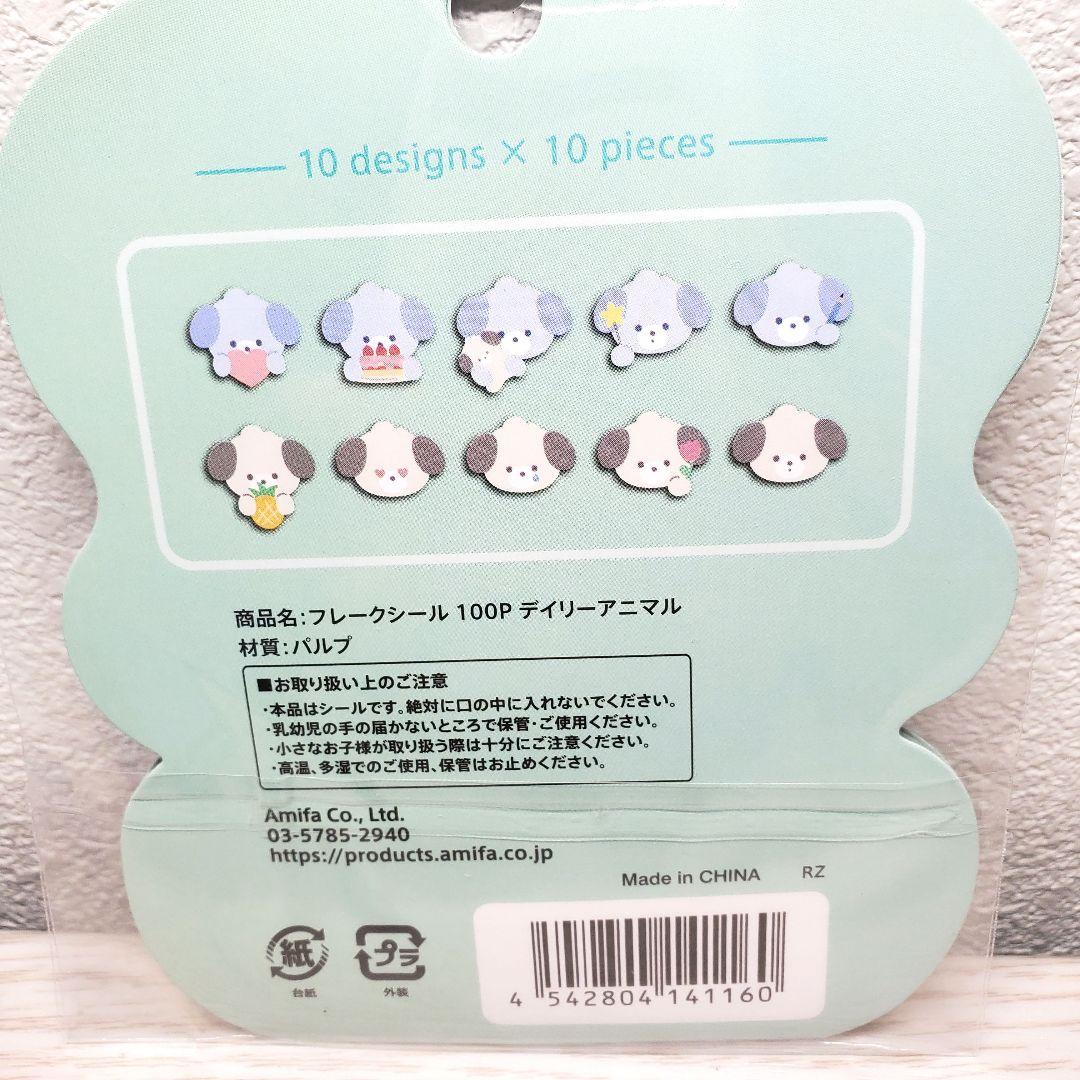 10 designs × 10 pieces
商品名:フレークシール 100P デイリーアニマル
材質:パルプ
■お取り扱い上のご注意
・本品はシールです。絶対に口の中に入れないでください。
・乳幼児の手の届かないところで保管・ご使用ください。
・小さなお子様が取り扱う際は十分にご注意ください。
・高温、多湿でのご使用、保管はお止めください。
Amifa Co., Ltd.
03-5785-2940
https://products.amifa.co.jp
Made in CHINA RZ
紙
台紙
プラ
外装
4 542804 141160